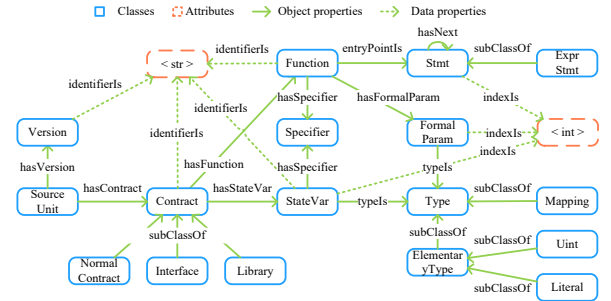 Classes Attributes Object properties Data properties
hasNext
identifierIs identifierIs entryPointIs subClassOf
< str > Function Stmt Expr
Stmt
hasSpecifier hasFormalParam indexIs
Version identifierIs identifierIs Specifier Formal
Param indexIs < int >
hasVersion hasFunction hasSpecifier typeIs indexIs
Source
Unit hasContract Contract hasStateVar StateVar typeIs Type subClassOf Mapping
subClassOf subClassOf subClassOf Uint
Normal
Contract Interface Library Elementar
yType subClassOf Literal